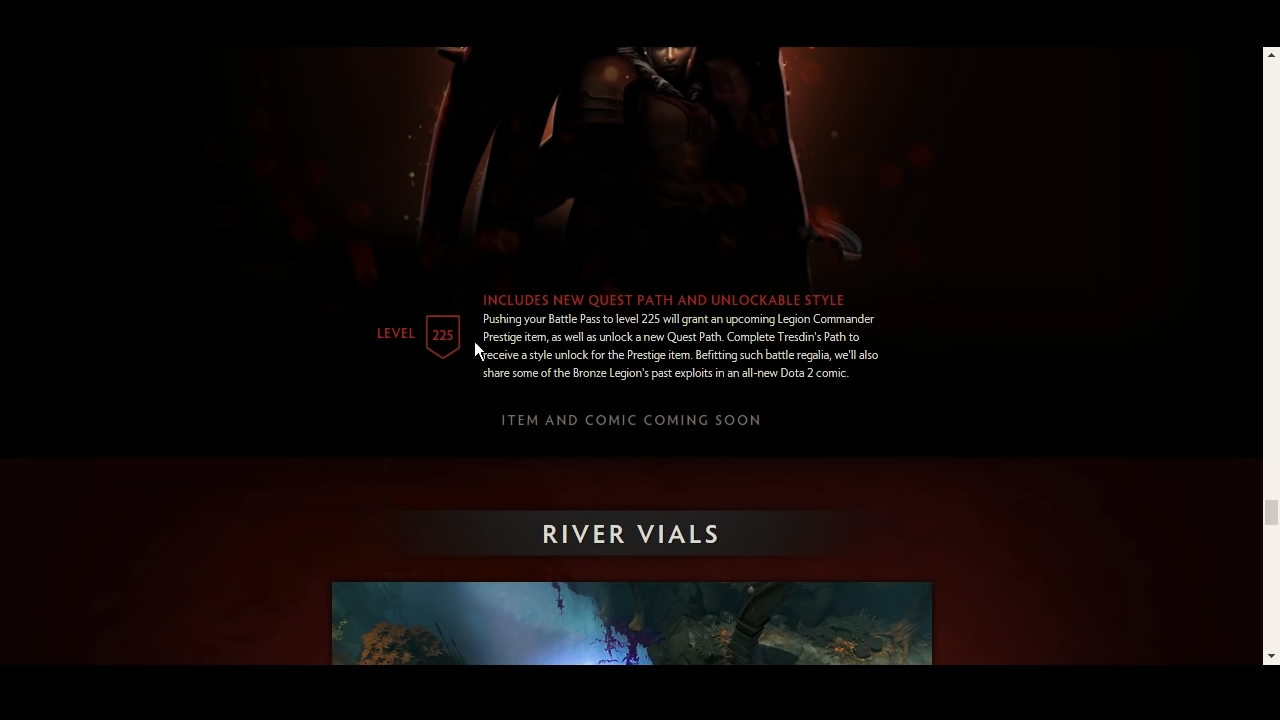 INCLUDES NEW QUEST PATH AND UNLOCKABLE STYLE
LEVEL 225
Pushing your Battle Pass to level 225 will grant an upcoming Legion Commander
Prestige item, as well as unlock a new Quest Path. Complete Tresdin's Path to
receive a style unlock for the Prestige item. Befitting such battle regalia, we'll also
share some of the Bronze Legion's past exploits in an all-new Dota 2 comic.
ITEM AND COMIC COMING SOON
RIVER VIALS